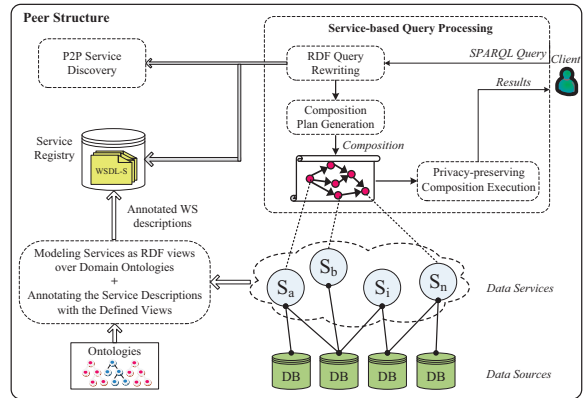 Peer Structure
Service-based Query Processing
P2P Service
Discovery
RDF Query
Rewriting
SPARQL Query
Client
Results
Composition
Plan Generation
Composition
Service
Registry
WSDL-S
Privacy-preserving
Composition Execution
Annotated WS
descriptions
Modeling Services as RDF views
over Domain Ontologies
+
Annotating the Service Descriptions
with the Defined Views
Sa
Sb
Si
Sn
Data Services
Ontologies
DB
DB
DB
DB
Data Sources